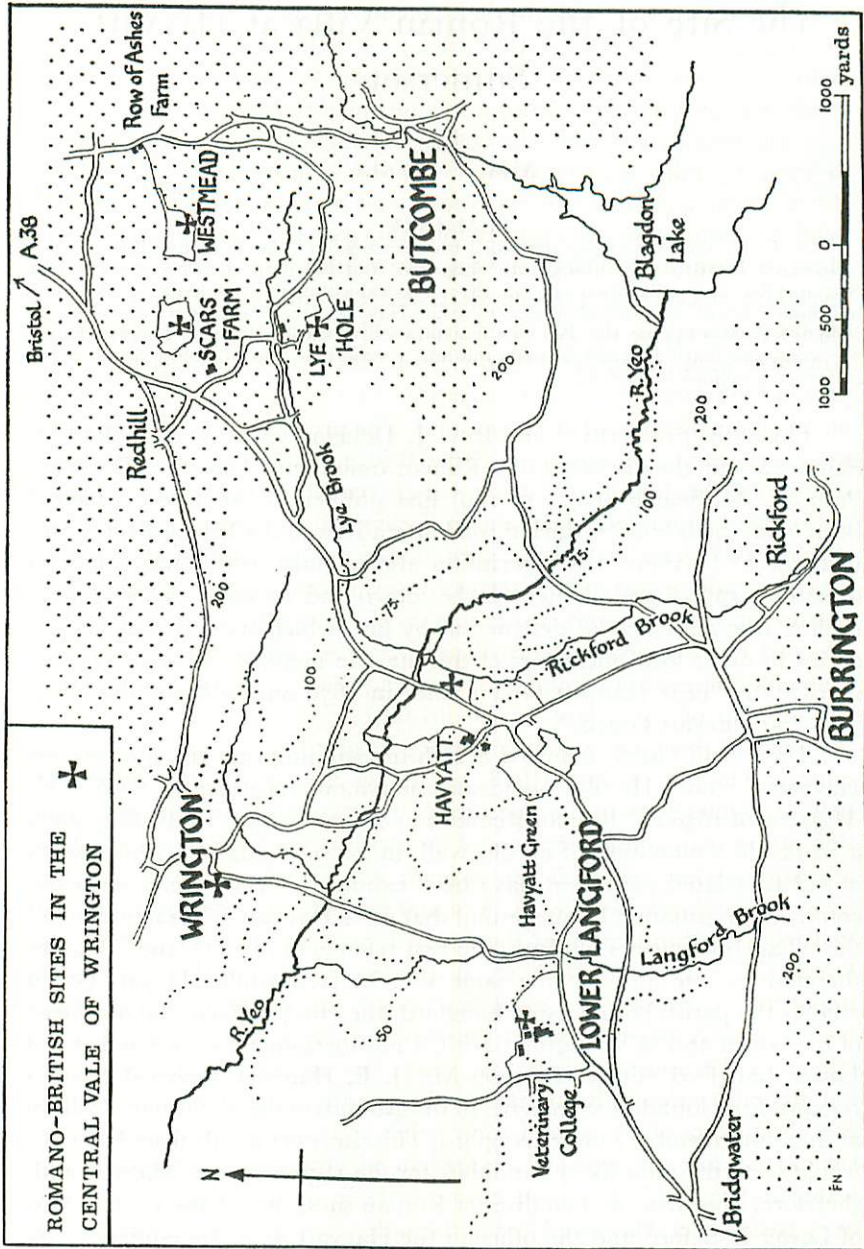 ROMANO-BRITISH SITES IN THE
CENTRAL VALE OF WRINGTON
Bristol
A.38
Row of Ashes
Farm
Redhill
WESTMEAD
SCARS
FARM
LYE
HOLE
200
WRINGTON
Lye Brook
BUTCOMBE
100
75
200
R. Yeo
HAVYATT
R. Yeo
Blagdon
Lake
100
75
50
Havyatt Green
Rickford Brook
200
Veterinary
College
LOWER LANGFORD
Langford Brook
Rickford
BURRINGTON
200
Bridgwater
N
FN
1000
500
0
1000
yards